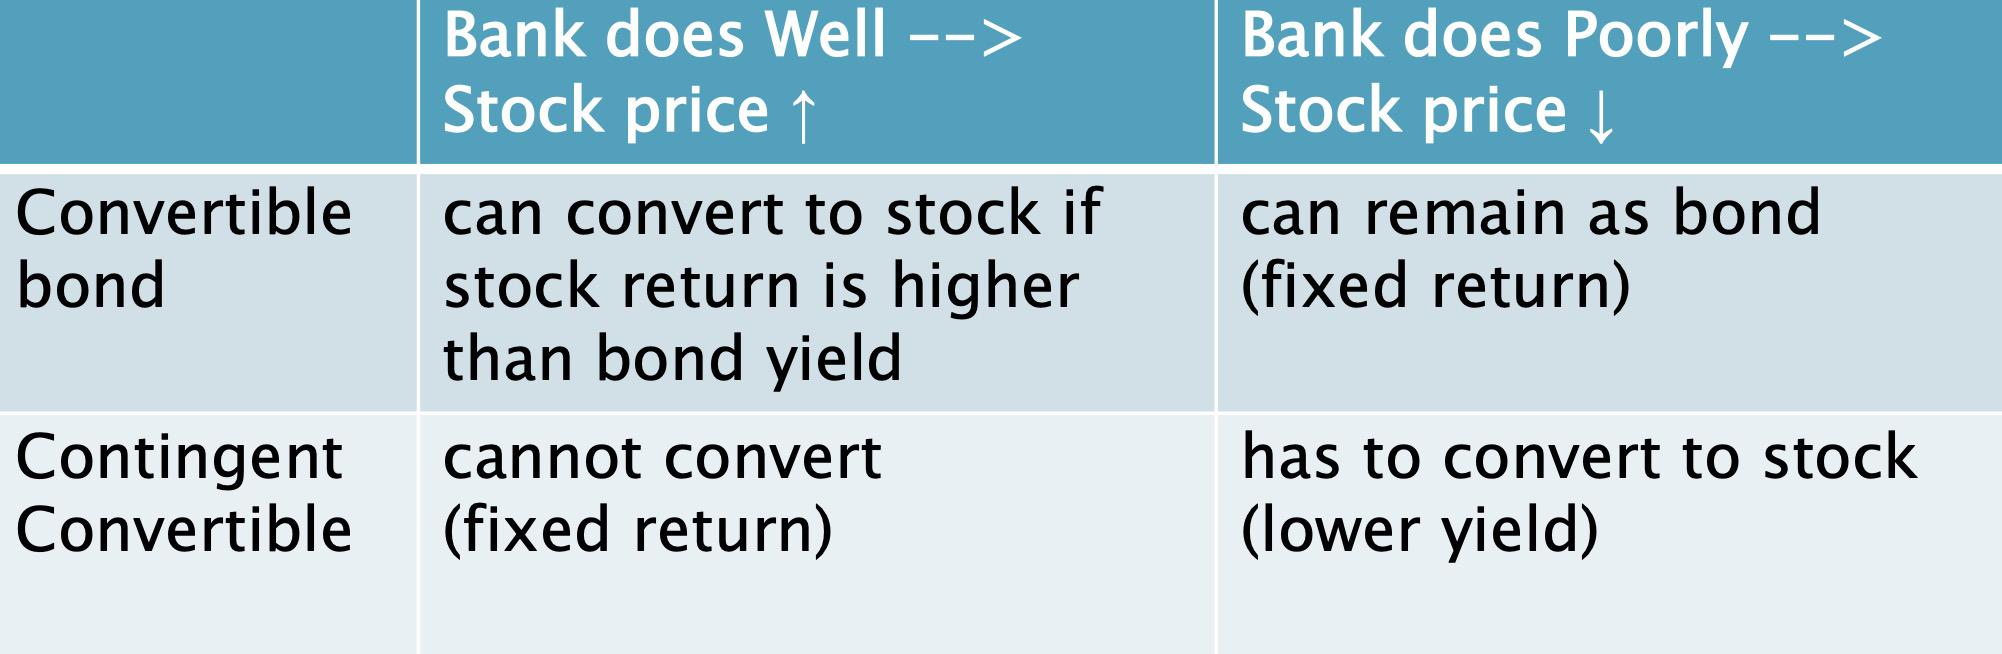 Bank does Well -->
Stock price ↑
Bank does Poorly -->
Stock price ↓
Convertible
bond
can convert to stock if
stock return is higher
than bond yield
can remain as bond
(fixed return)
Contingent
Convertible
cannot convert
(fixed return)
has to convert to stock
(lower yield)